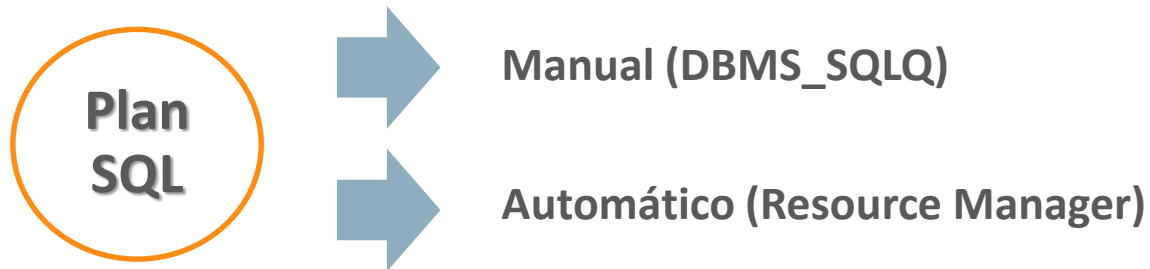 Plan
SQL
Manual (DBMS_SQLQ)
Automático (Resource Manager)